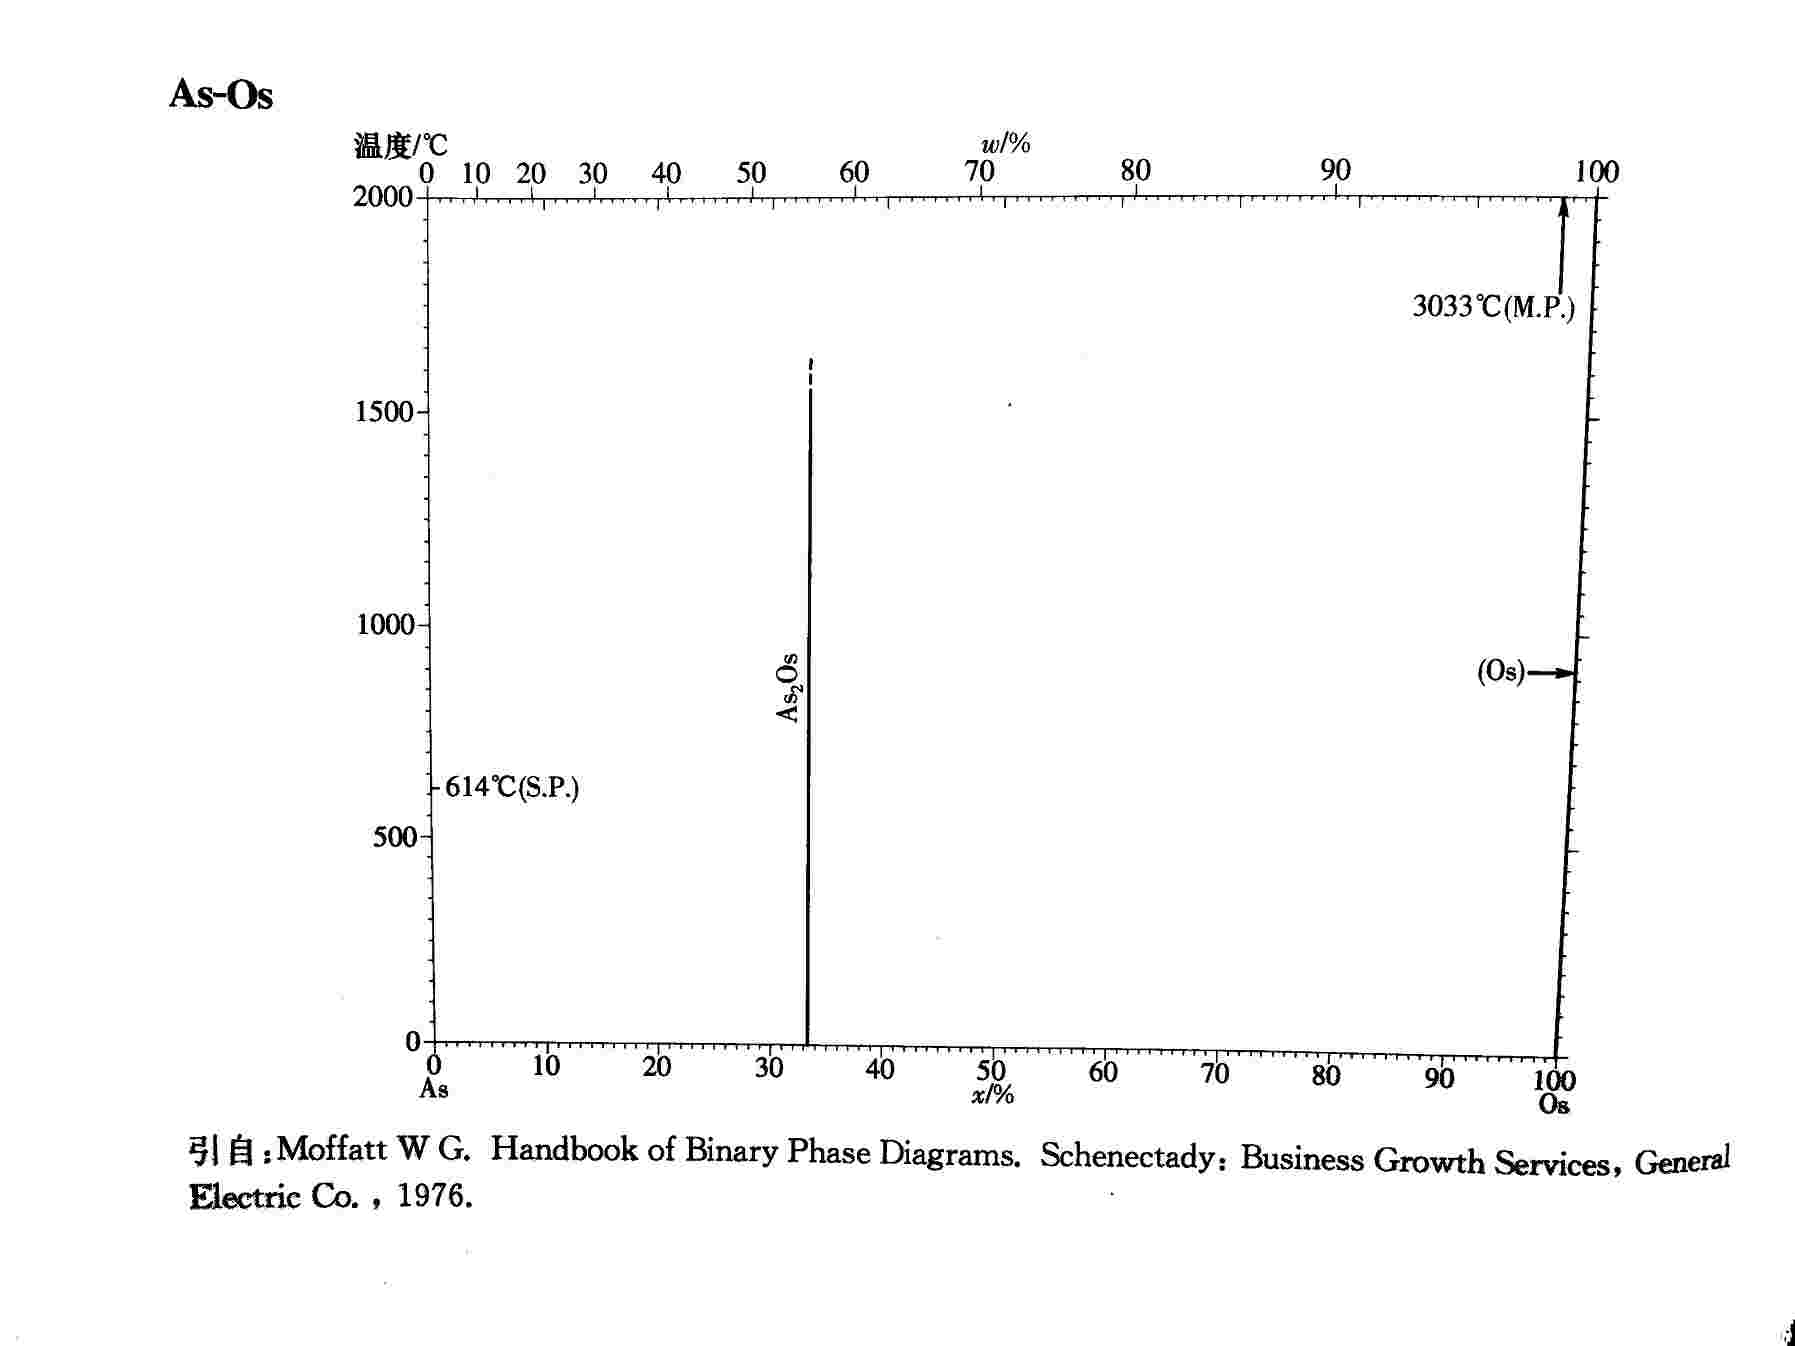 As-Os
温度/℃
w/%
0 10 20 30 40 50 60 70 80 90 100
2000
3033℃(M.P.)
1500
1000
As₂Os
(Os)
614℃(S.P.)
500
0
0 10 20 30 40 50 60 70 80 90 100
As x/% Os
引自:Moffatt W G. Handbook of Binary Phase Diagrams. Schenectady: Business Growth Services, General
Electric Co., 1976.